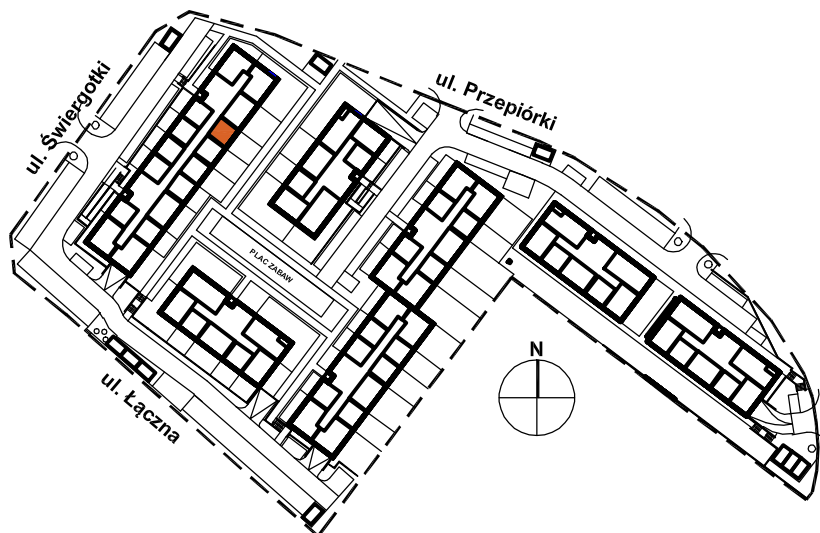 ul. Świergotki
ul. Przepiórki
PLAC ZABAW
N
ul. Łączna